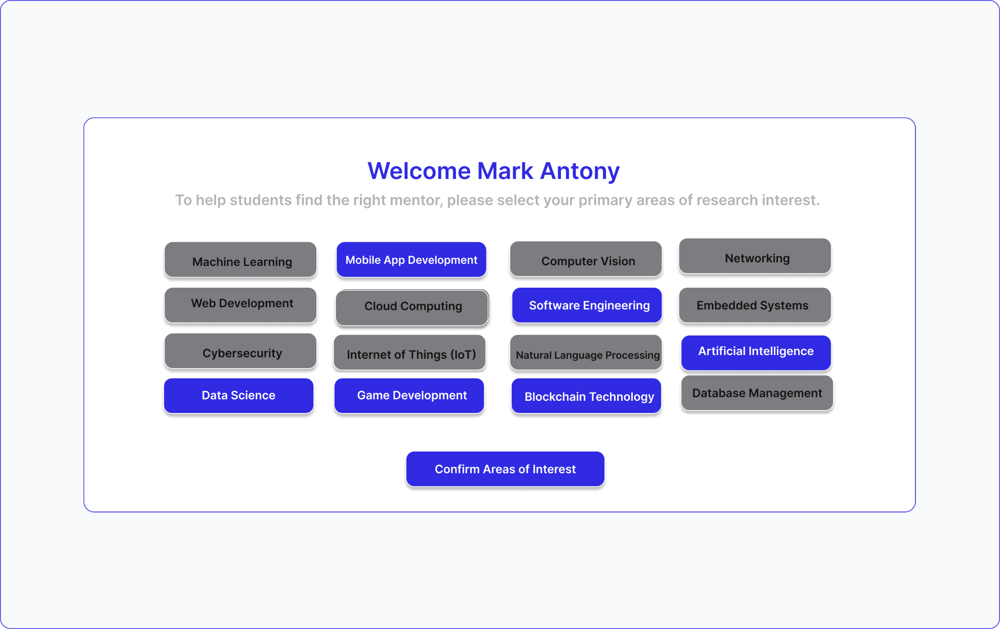 Welcome Mark Antony
To help students find the right mentor, please select your primary areas of research interest.
Machine Learning
Mobile App Development
Computer Vision
Networking
Web Development
Cloud Computing
Software Engineering
Embedded Systems
Cybersecurity
Internet of Things (IoT)
Natural Language Processing
Artificial Intelligence
Data Science
Game Development
Blockchain Technology
Database Management
Confirm Areas of Interest